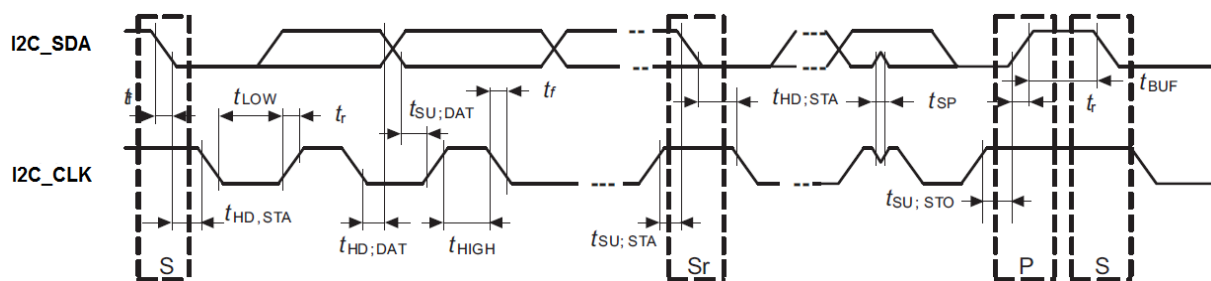 I2C_SDA
tf
tLOW
tr
tSU;DAT
tf
tHD;STA
tSP
tr
tBUF
I2C_CLK
tHD,STA
tHD;DAT
tHIGH
tSU;STA
tSU;STO
S
Sr
P
S